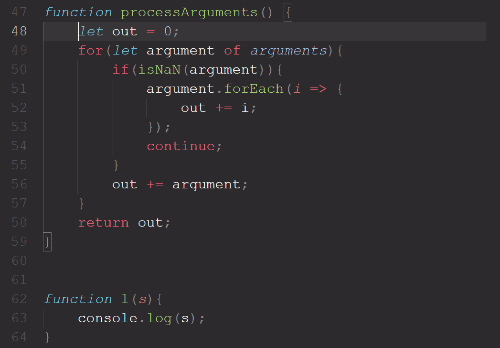 47 function processArguments() {
48     let out = 0;
49     for(let argument of arguments){
50         if(isNaN(argument)){
51             argument.forEach(i => {
52                 out += i;
53             });
54             continue;
55         }
56         out += argument;
57     }
58     return out;
59 }
60
61
62 function l(s){
63     console.log(s);
64 }